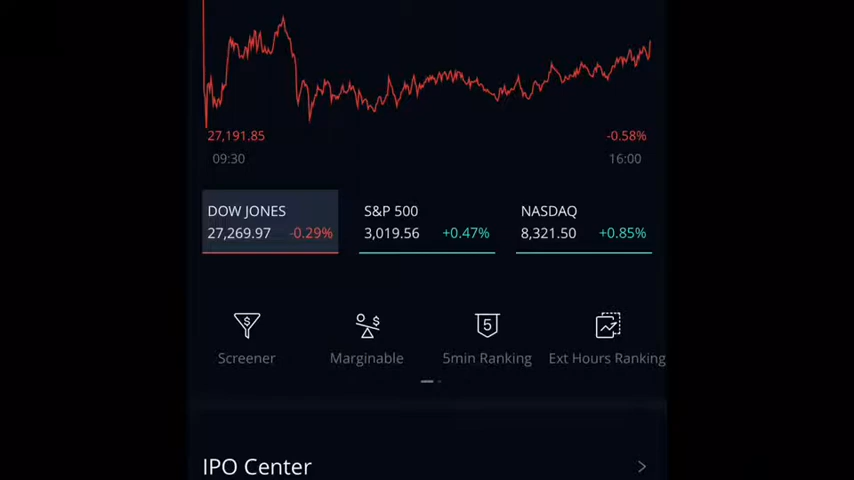 27,191.85 -0.58%
09:30 16:00
DOW JONES S&P 500 NASDAQ
27,269.97 -0.29% 3,019.56 +0.47% 8,321.50 +0.85%
5
Screener Marginable 5min Ranking Ext Hours Ranking
IPO Center